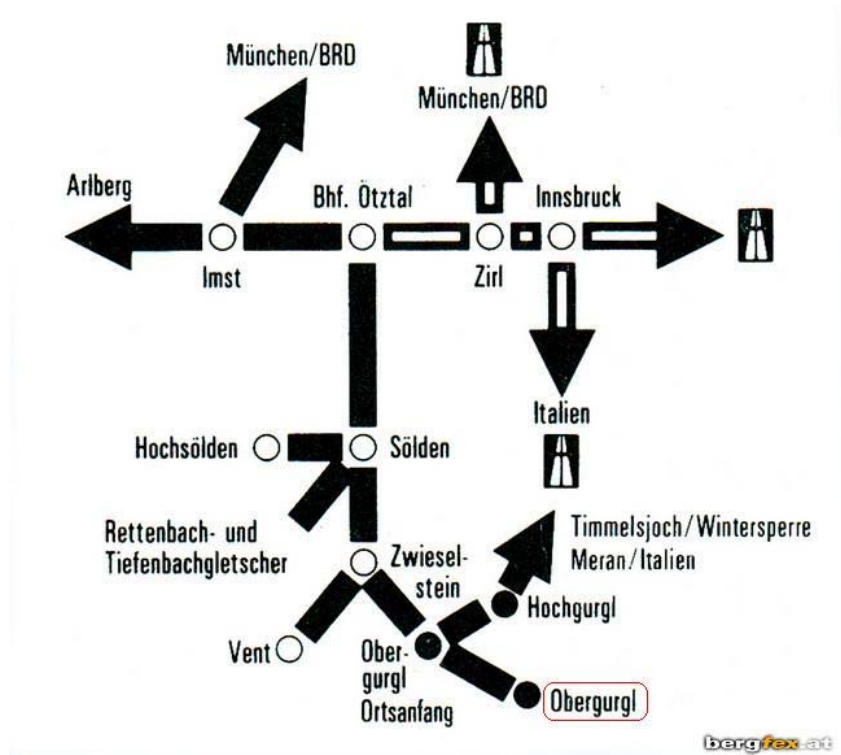 München/BRD
München/BRD
Arlberg
Bhf. Ötztal
Innsbruck
Imst
Zirl
Italien
Hochsölden
Sölden
Rettenbach- und
Tiefenbachgletscher
Zwiesel-
stein
Timmelsjoch/Wintersperre
Meran/Italien
Hochgurgl
Vent
Ober-
gurgl
Ortsanfang
Obergurgl
bergfex.at